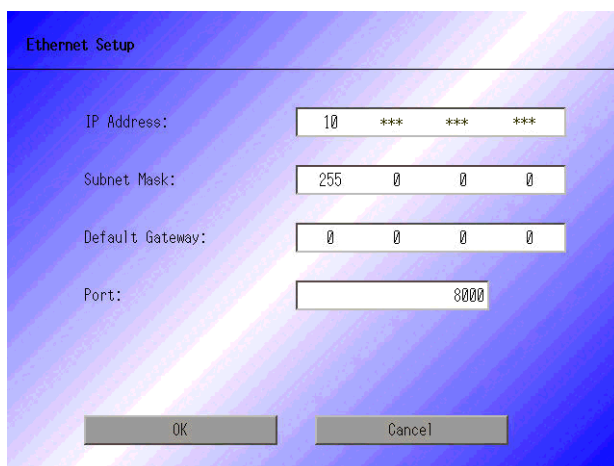 Ethernet Setup
IP Address: 10 *** *** ***
Subnet Mask: 255 0 0 0
Default Gateway: 0 0 0 0
Port: 8000
OK Cancel